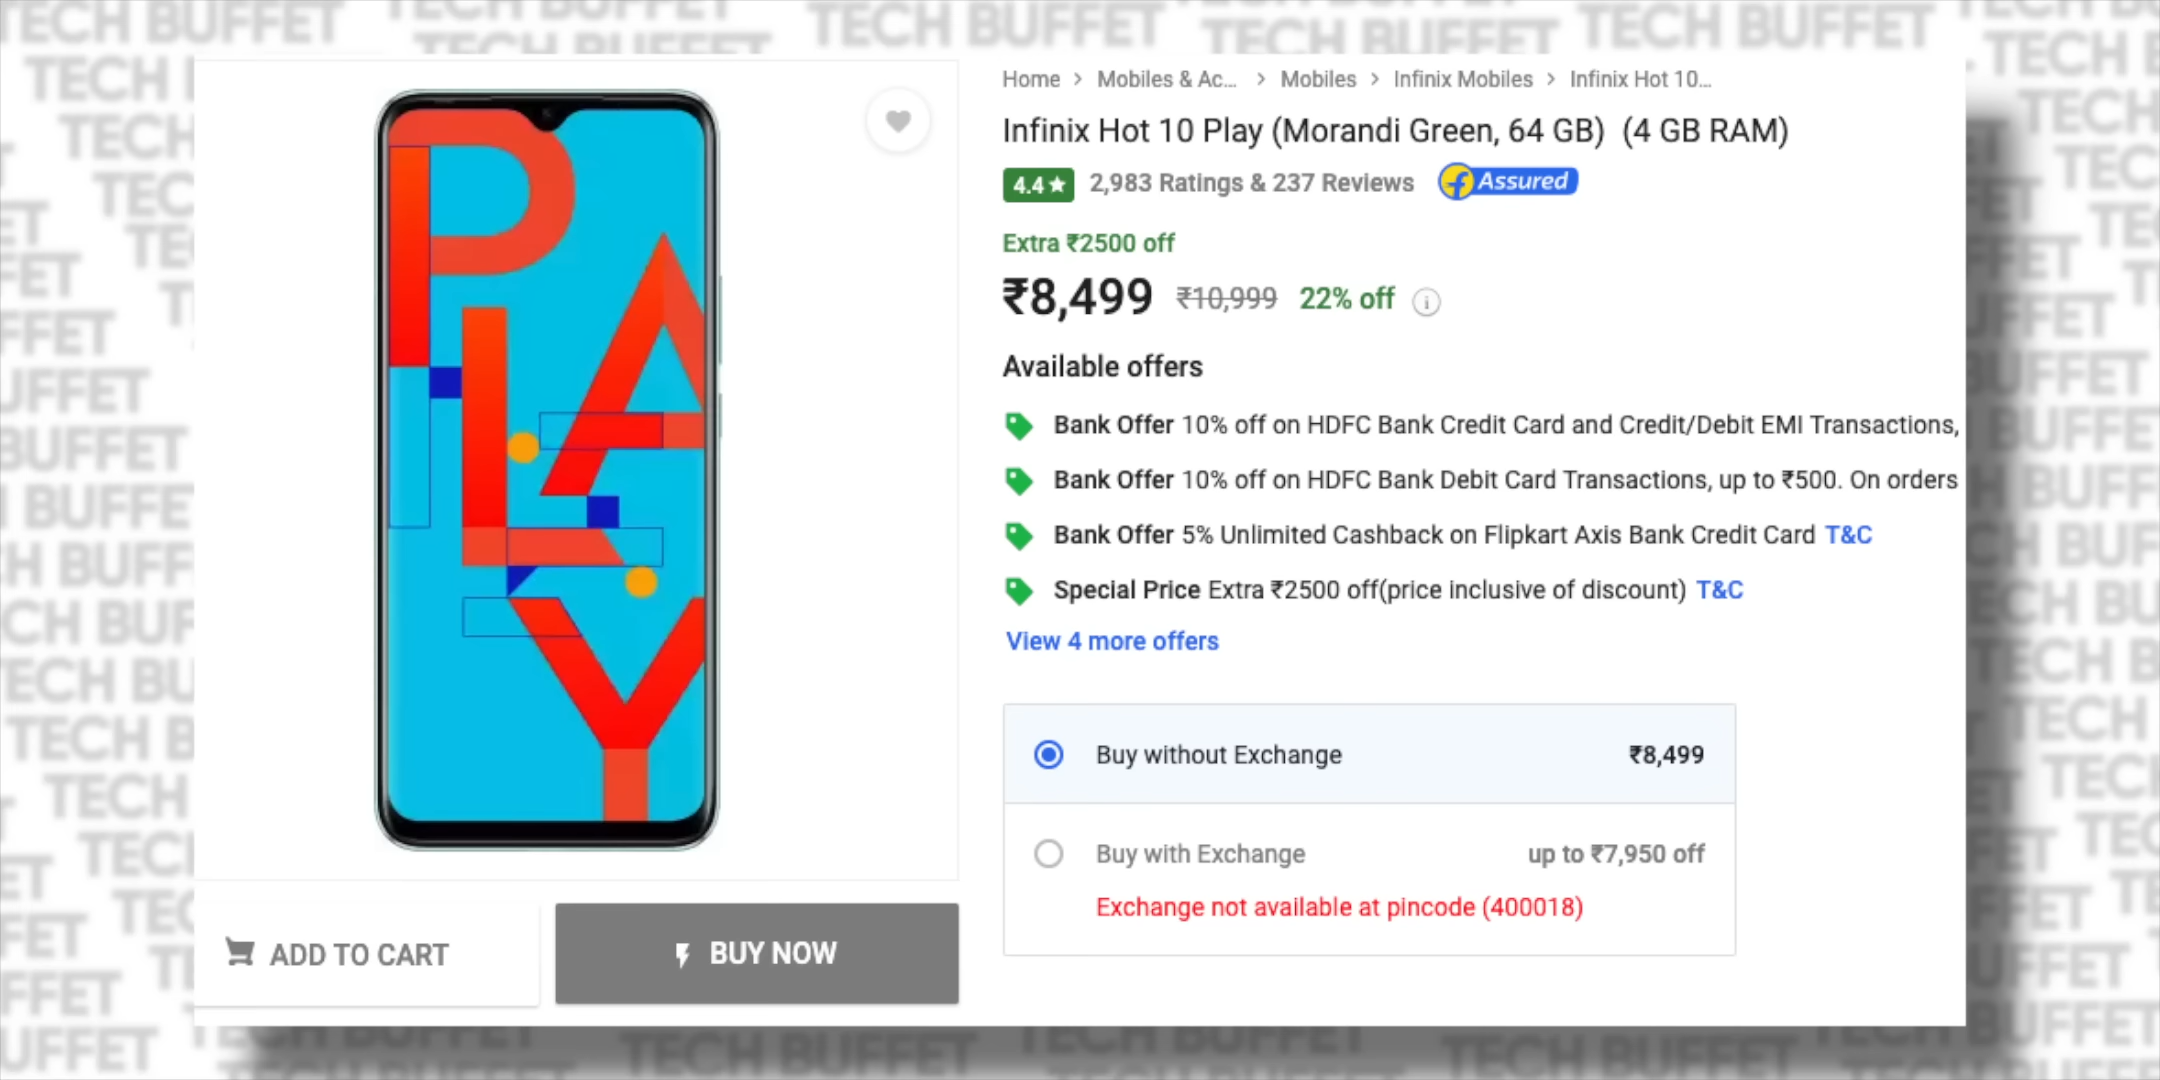 Home > Mobiles & Ac... > Mobiles > Infinix Mobiles > Infinix Hot 10...
Infinix Hot 10 Play (Morandi Green, 64 GB) (4 GB RAM)
4.4★ 2,983 Ratings & 237 Reviews Assured
Extra ₹2500 off
₹8,499 ₹10,999 22% off i
Available offers
Bank Offer 10% off on HDFC Bank Credit Card and Credit/Debit EMI Transactions,
Bank Offer 10% off on HDFC Bank Debit Card Transactions, up to ₹500. On orders
Bank Offer 5% Unlimited Cashback on Flipkart Axis Bank Credit Card T&C
Special Price Extra ₹2500 off(price inclusive of discount) T&C
View 4 more offers
Buy without Exchange ₹8,499
Buy with Exchange up to ₹7,950 off
Exchange not available at pincode (400018)
PLAY
ADD TO CART
BUY NOW
TECH BUFFET